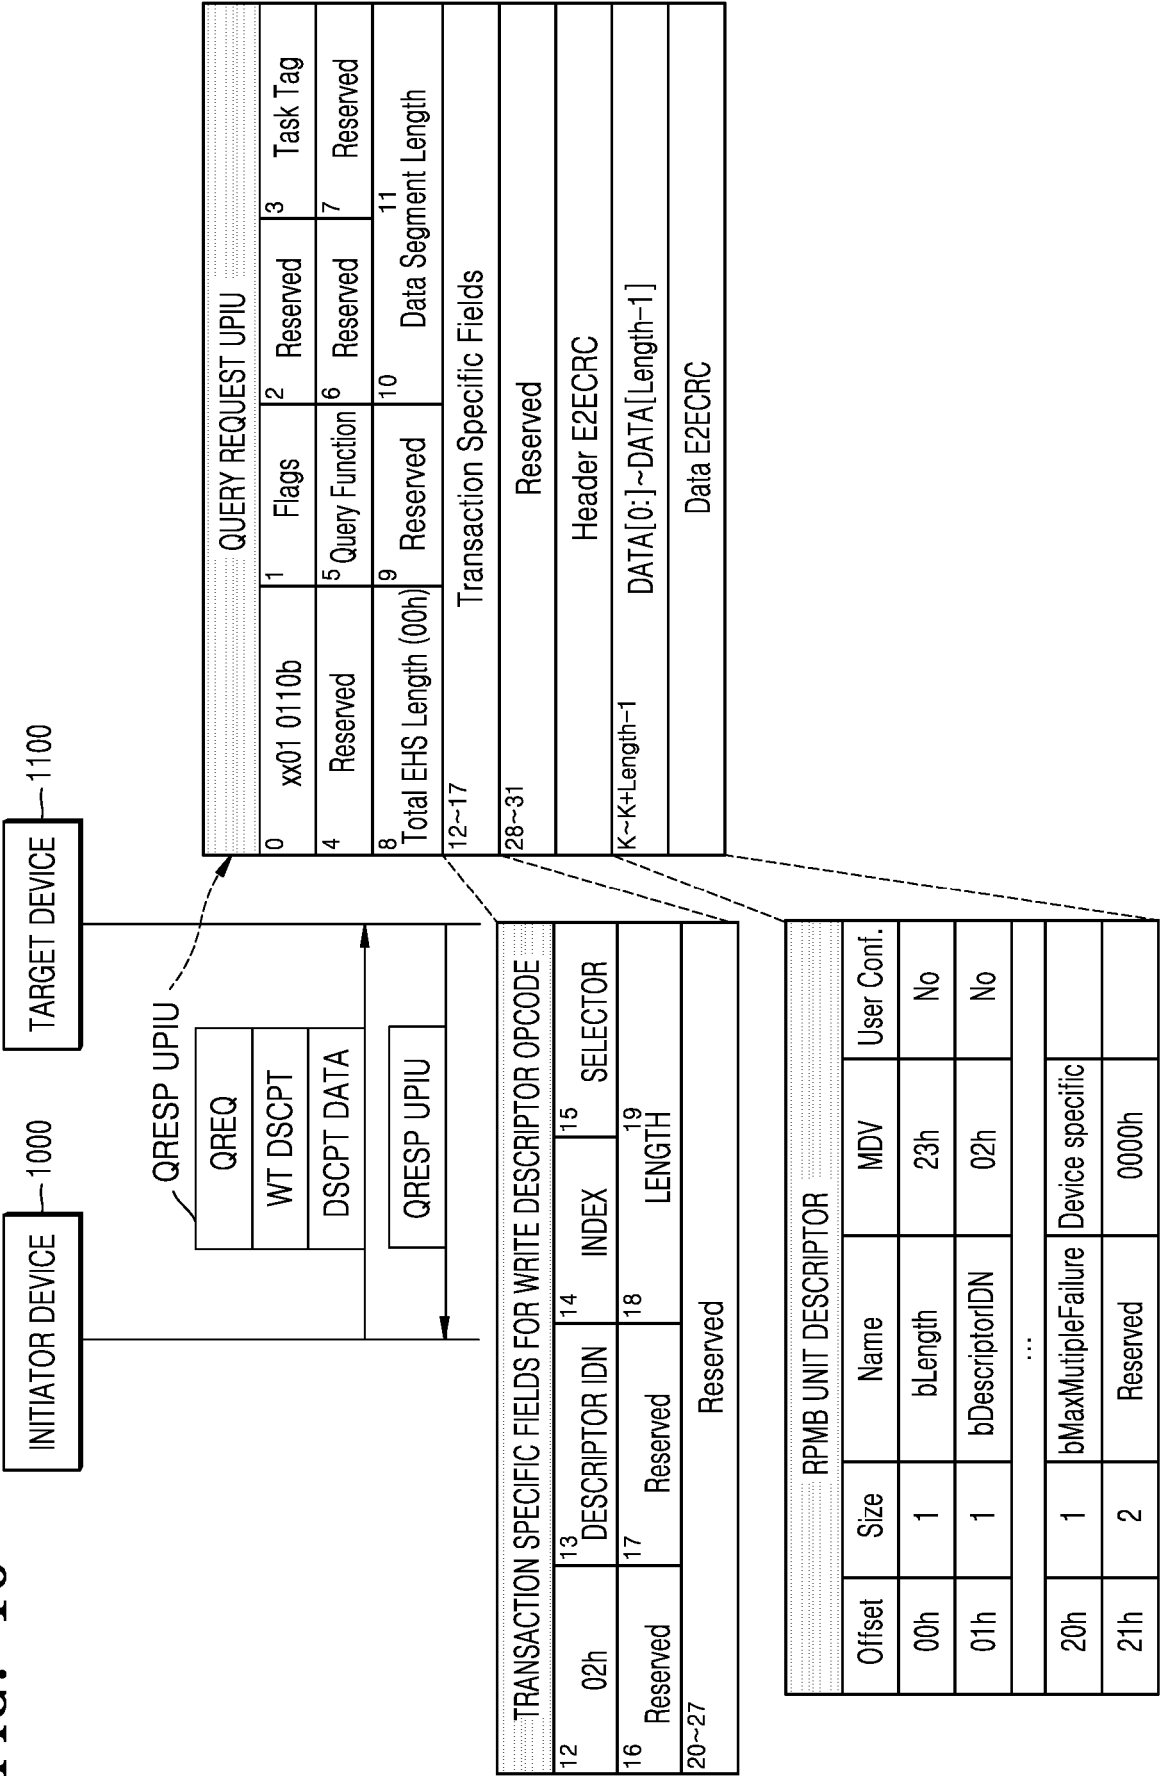 INITIATOR DEVICE 1000
TARGET DEVICE 1100
QRESP UPIU
QREQ
WT DSCPT
DSCPT DATA
QRESP UPIU
QUERY REQUEST UPIU
0 xx01 0110b 1 Flags 2 Reserved 3 Task Tag
4 Reserved 5 Query Function 6 Reserved 7 Reserved
8 Total EHS Length (00h) 9 Reserved 10 11 Data Segment Length
12~17 Transaction Specific Fields
28~31 Reserved
Header E2ECRC
K~K+Length-1 DATA[0:]~DATA[Length-1]
Data E2ECRC
TRANSACTION SPECIFIC FIELDS FOR WRITE DESCRIPTOR OPCODE
12 02h 13 DESCRIPTOR IDN 14 INDEX 15 SELECTOR
16 Reserved 17 Reserved 18 19 LENGTH
20~27 Reserved
RPMB UNIT DESCRIPTOR
Offset Size Name MDV User Conf.
00h 1 bLength 23h No
01h 1 bDescriptorIDN 02h No
...
20h 1 bMaxMutipleFailure Device specific
21h 2 Reserved 0000h